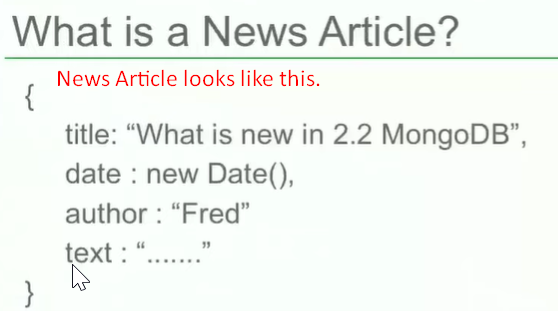 What is a News Article?
News Article looks like this.
{
title: “What is new in 2.2 MongoDB”,
date : new Date(),
author : “Fred”
text : “.......”
}